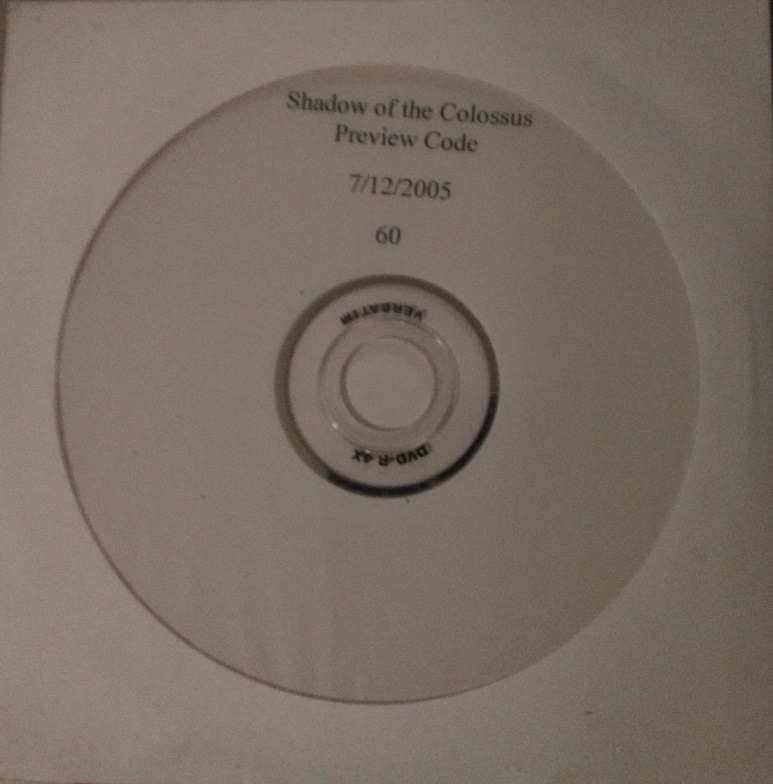 Shadow of the Colossus
Preview Code
7/12/2005
60
VERBATIM
DVD-R 4X